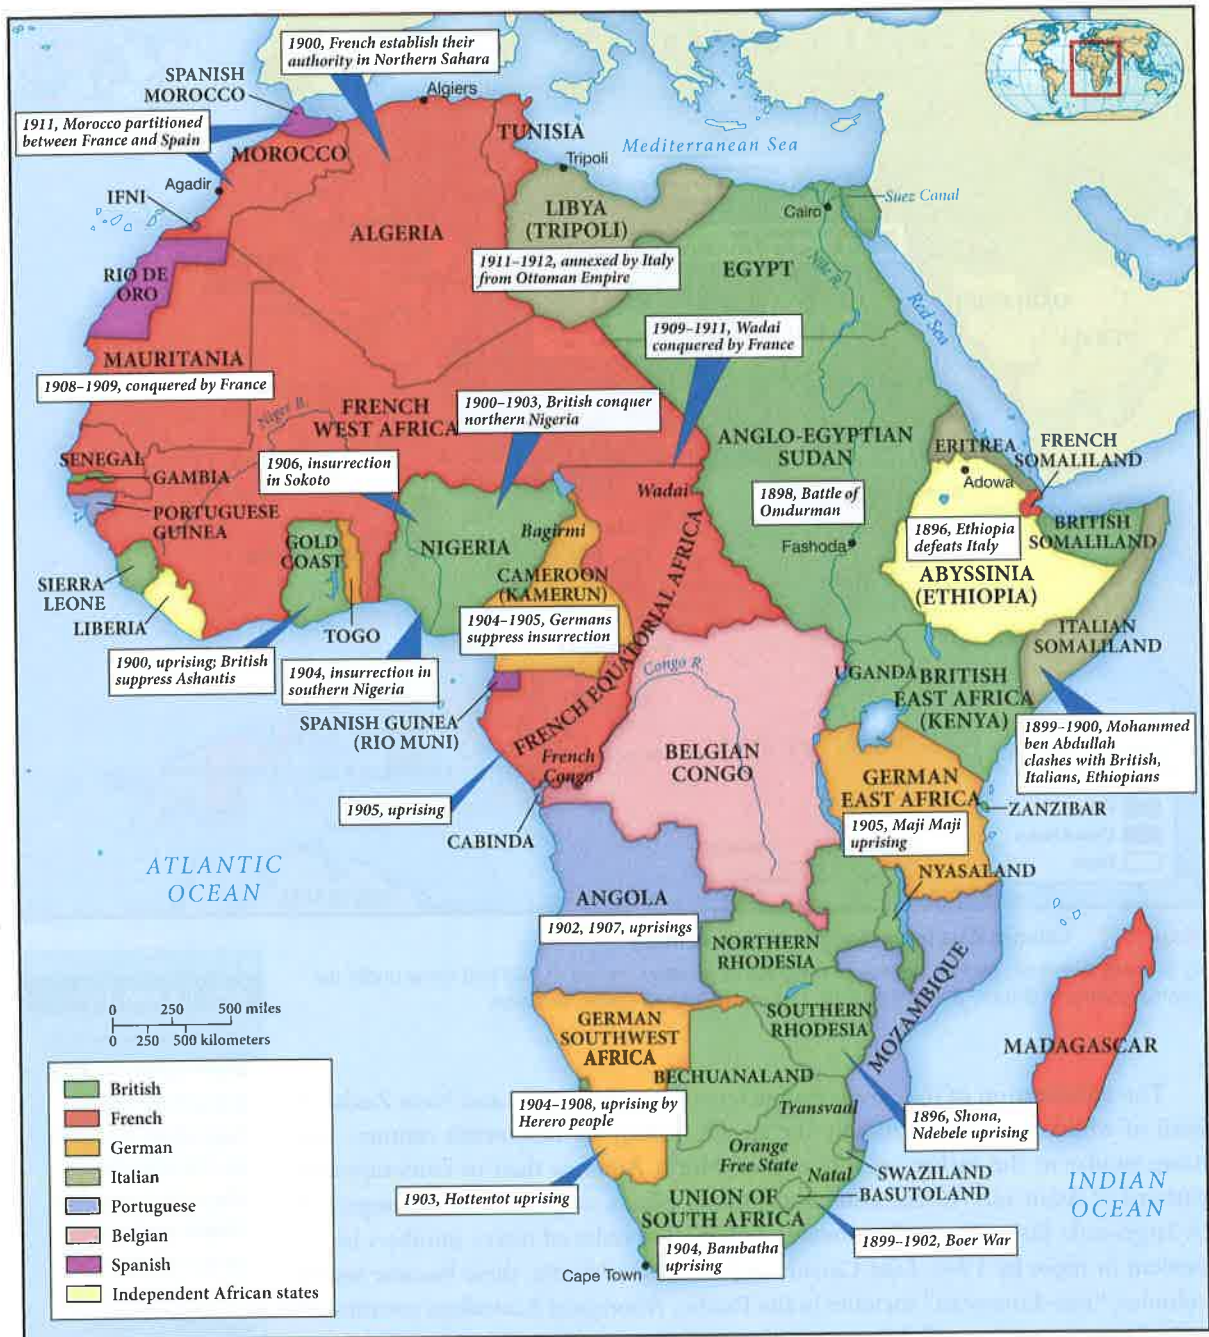 1900, French establish their
authority in Northern Sahara
SPANISH
MOROCCO
Algiers
1911, Morocco partitioned
between France and Spain
MOROCCO
TUNISIA
Mediterranean Sea
Tripoli
Agadir
IFNI
Suez Canal
Cairo
LIBYA
(TRIPOLI)
ALGERIA
1911–1912, annexed by Italy
from Ottoman Empire
EGYPT
Nile R.
RIO DE
ORO
Red Sea
1909–1911, Wadai
conquered by France
MAURITANIA
1908–1909, conquered by France
Niger R.
FRENCH
WEST AFRICA
1900–1903, British conquer
northern Nigeria
ANGLO-EGYPTIAN
SUDAN
ERITREA
FRENCH
SOMALILAND
Adowa
SENEGAL
GAMBIA
1906, insurrection
in Sokoto
Wadai
1898, Battle of
Omdurman
PORTUGUESE
GUINEA
Bagirmi
1896, Ethiopia
defeats Italy
BRITISH
SOMALILAND
GOLD
COAST
NIGERIA
Fashoda
CAMEROON
(KAMERUN)
ABYSSINIA
(ETHIOPIA)
SIERRA
LEONE
LIBERIA
TOGO
1904–1905, Germans
suppress insurrection
FRENCH EQUATORIAL AFRICA
ITALIAN
SOMALILAND
1900, uprising; British
suppress Ashantis
1904, insurrection in
southern Nigeria
Congo R.
UGANDA
BRITISH
EAST AFRICA
(KENYA)
SPANISH GUINEA
(RIO MUNI)
1899–1900, Mohammed
ben Abdullah
clashes with British,
Italians, Ethiopians
French
Congo
BELGIAN
CONGO
GERMAN
EAST AFRICA
1905, uprising
ZANZIBAR
CABINDA
1905, Maji Maji
uprising
ATLANTIC
OCEAN
NYASALAND
ANGOLA
1902, 1907, uprisings
NORTHERN
RHODESIA
MOZAMBIQUE
SOUTHERN
RHODESIA
0 250 500 miles
0 250 500 kilometers
GERMAN
SOUTHWEST
AFRICA
MADAGASCAR
BECHUANALAND
1904–1908, uprising by
Herero people
Transvaal
1896, Shona,
Ndebele uprising
Orange
Free State
Natal
SWAZILAND
BASUTOLAND
1903, Hottentot uprising
UNION OF
SOUTH AFRICA
INDIAN
OCEAN
1904, Bambatha
uprising
1899–1902, Boer War
Cape Town
British
French
German
Italian
Portuguese
Belgian
Spanish
Independent African states